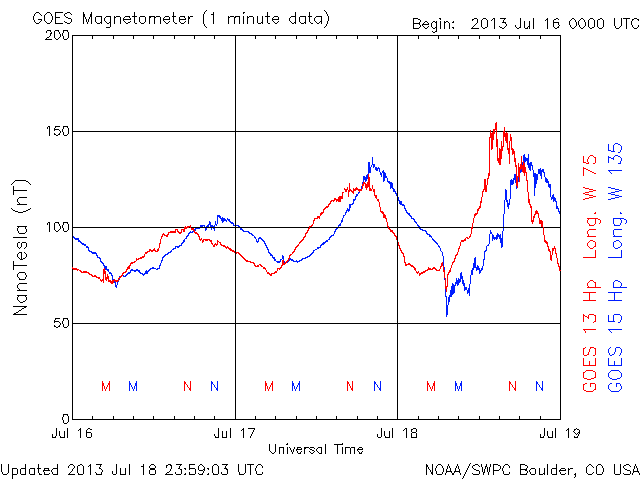 GOES Magnetometer (1 minute data)
Begin: 2013 Jul 16 0000 UTC
200
150
100
50
0
NanoTesla (nT)
M M N N M M N N M M N N
Jul 16 Jul 17 Jul 18 Jul 19
Universal Time
GOES 13 Hp Long. W 75
GOES 15 Hp Long. W 135
Updated 2013 Jul 18 23:59:03 UTC
NOAA/SWPC Boulder, CO USA